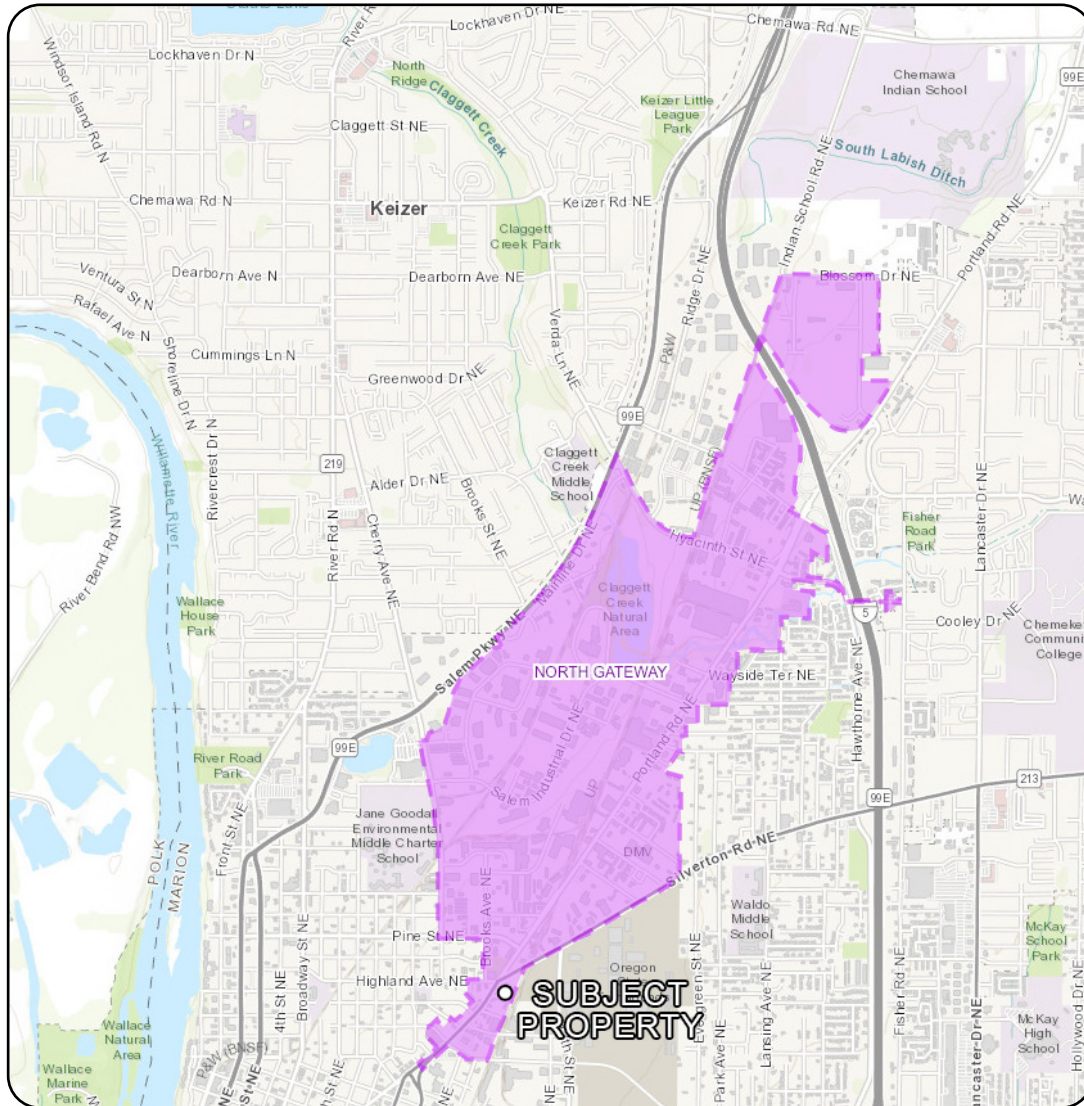 Lockhaven Dr NE
Chemawa Rd NE
Lockhaven Dr N
River R
Windsor Island Rd N
North
Ridge
Claggett Creek
Keizer Little
League
Park
Chemawa
Indian School
99E
Claggett St NE
South Labish
Ditch
Indian School Rd NE
Chemawa Rd N
Keizer
Keizer Rd NE
Claggett
Creek Park
Portland Rd NE
Ventura St N
Dearborn Ave N
Dearborn Ave NE
Ridge Dr NE
Blossom Dr NE
Rafael Ave N
Shoreline Dr N
Cummings Ln N
Verda Ln NE
P&W
Greenwood Dr NE
99E
Willamette
River
Rivercrest Dr N
219
Alder Dr NE
Claggett
Creek
Middle
School
UP (BNSF)
Lancaster Dr NE
River Bend Rd NW
River Rd N
Cherry Ave NE
Brooks St NE
Mainline Dr NE
Hyacinth St NE
Fisher
Road
Park
Wallace
House
Park
Claggett
Creek
Natural
Area
5
Cooley Dr NE
Chemeke
Communi
College
Salem Pkwy NE
NORTH GATEWAY
Wayside Ter NE
Hawthorne Ave NE
99E
River Road
Park
Salem Industrial Dr NE
UP
Portland Rd NE
213
99E
Front St NE
Jane Goodal
Environmental
Middle Charter
School
DMV
Silverton Rd NE
POLK
MARION
Broadway St NE
Brooks Ave NE
Waldo
Middle
School
Pine St NE
McKay
School
Park
4th St NE
Highland Ave NE
Oregon
SUBJECT
PROPERTY
Evergreen St NE
Lansing Ave NE
Fisher Rd NE
Hollywood Dr NE
Wallace
Natural
Area
P&W (BNSF)
Park Ave NE
ancaster Dr NE
McKay
High
School
Wallace
Marine
Park